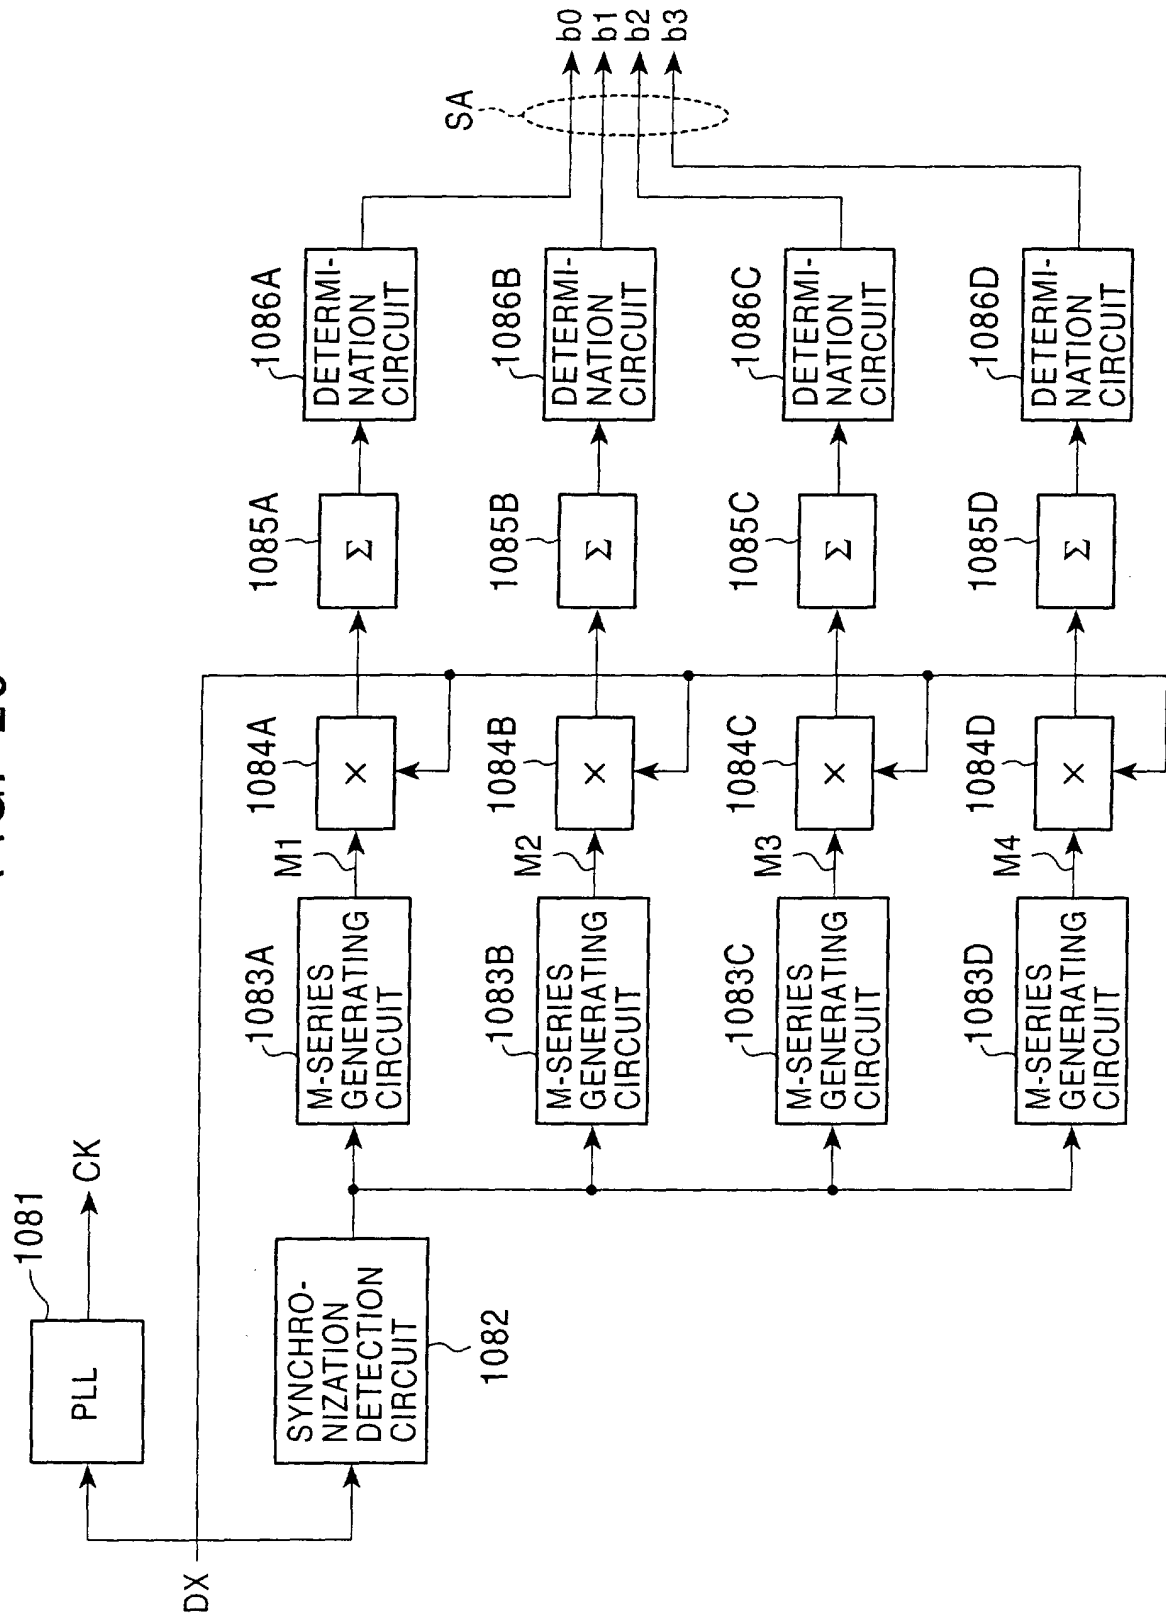 DX
PLL
1081
CK
SYNCHRO-
NIZATION
DETECTION
CIRCUIT
1082
1083A
M-SERIES
GENERATING
CIRCUIT
M1
1084A
×
1085A
Σ
1086A
DETERMI-
NATION
CIRCUIT
1083B
M-SERIES
GENERATING
CIRCUIT
M2
1084B
×
1085B
Σ
1086B
DETERMI-
NATION
CIRCUIT
1083C
M-SERIES
GENERATING
CIRCUIT
M3
1084C
×
1085C
Σ
1086C
DETERMI-
NATION
CIRCUIT
1083D
M-SERIES
GENERATING
CIRCUIT
M4
1084D
×
1085D
Σ
1086D
DETERMI-
NATION
CIRCUIT
SA
b0
b1
b2
b3